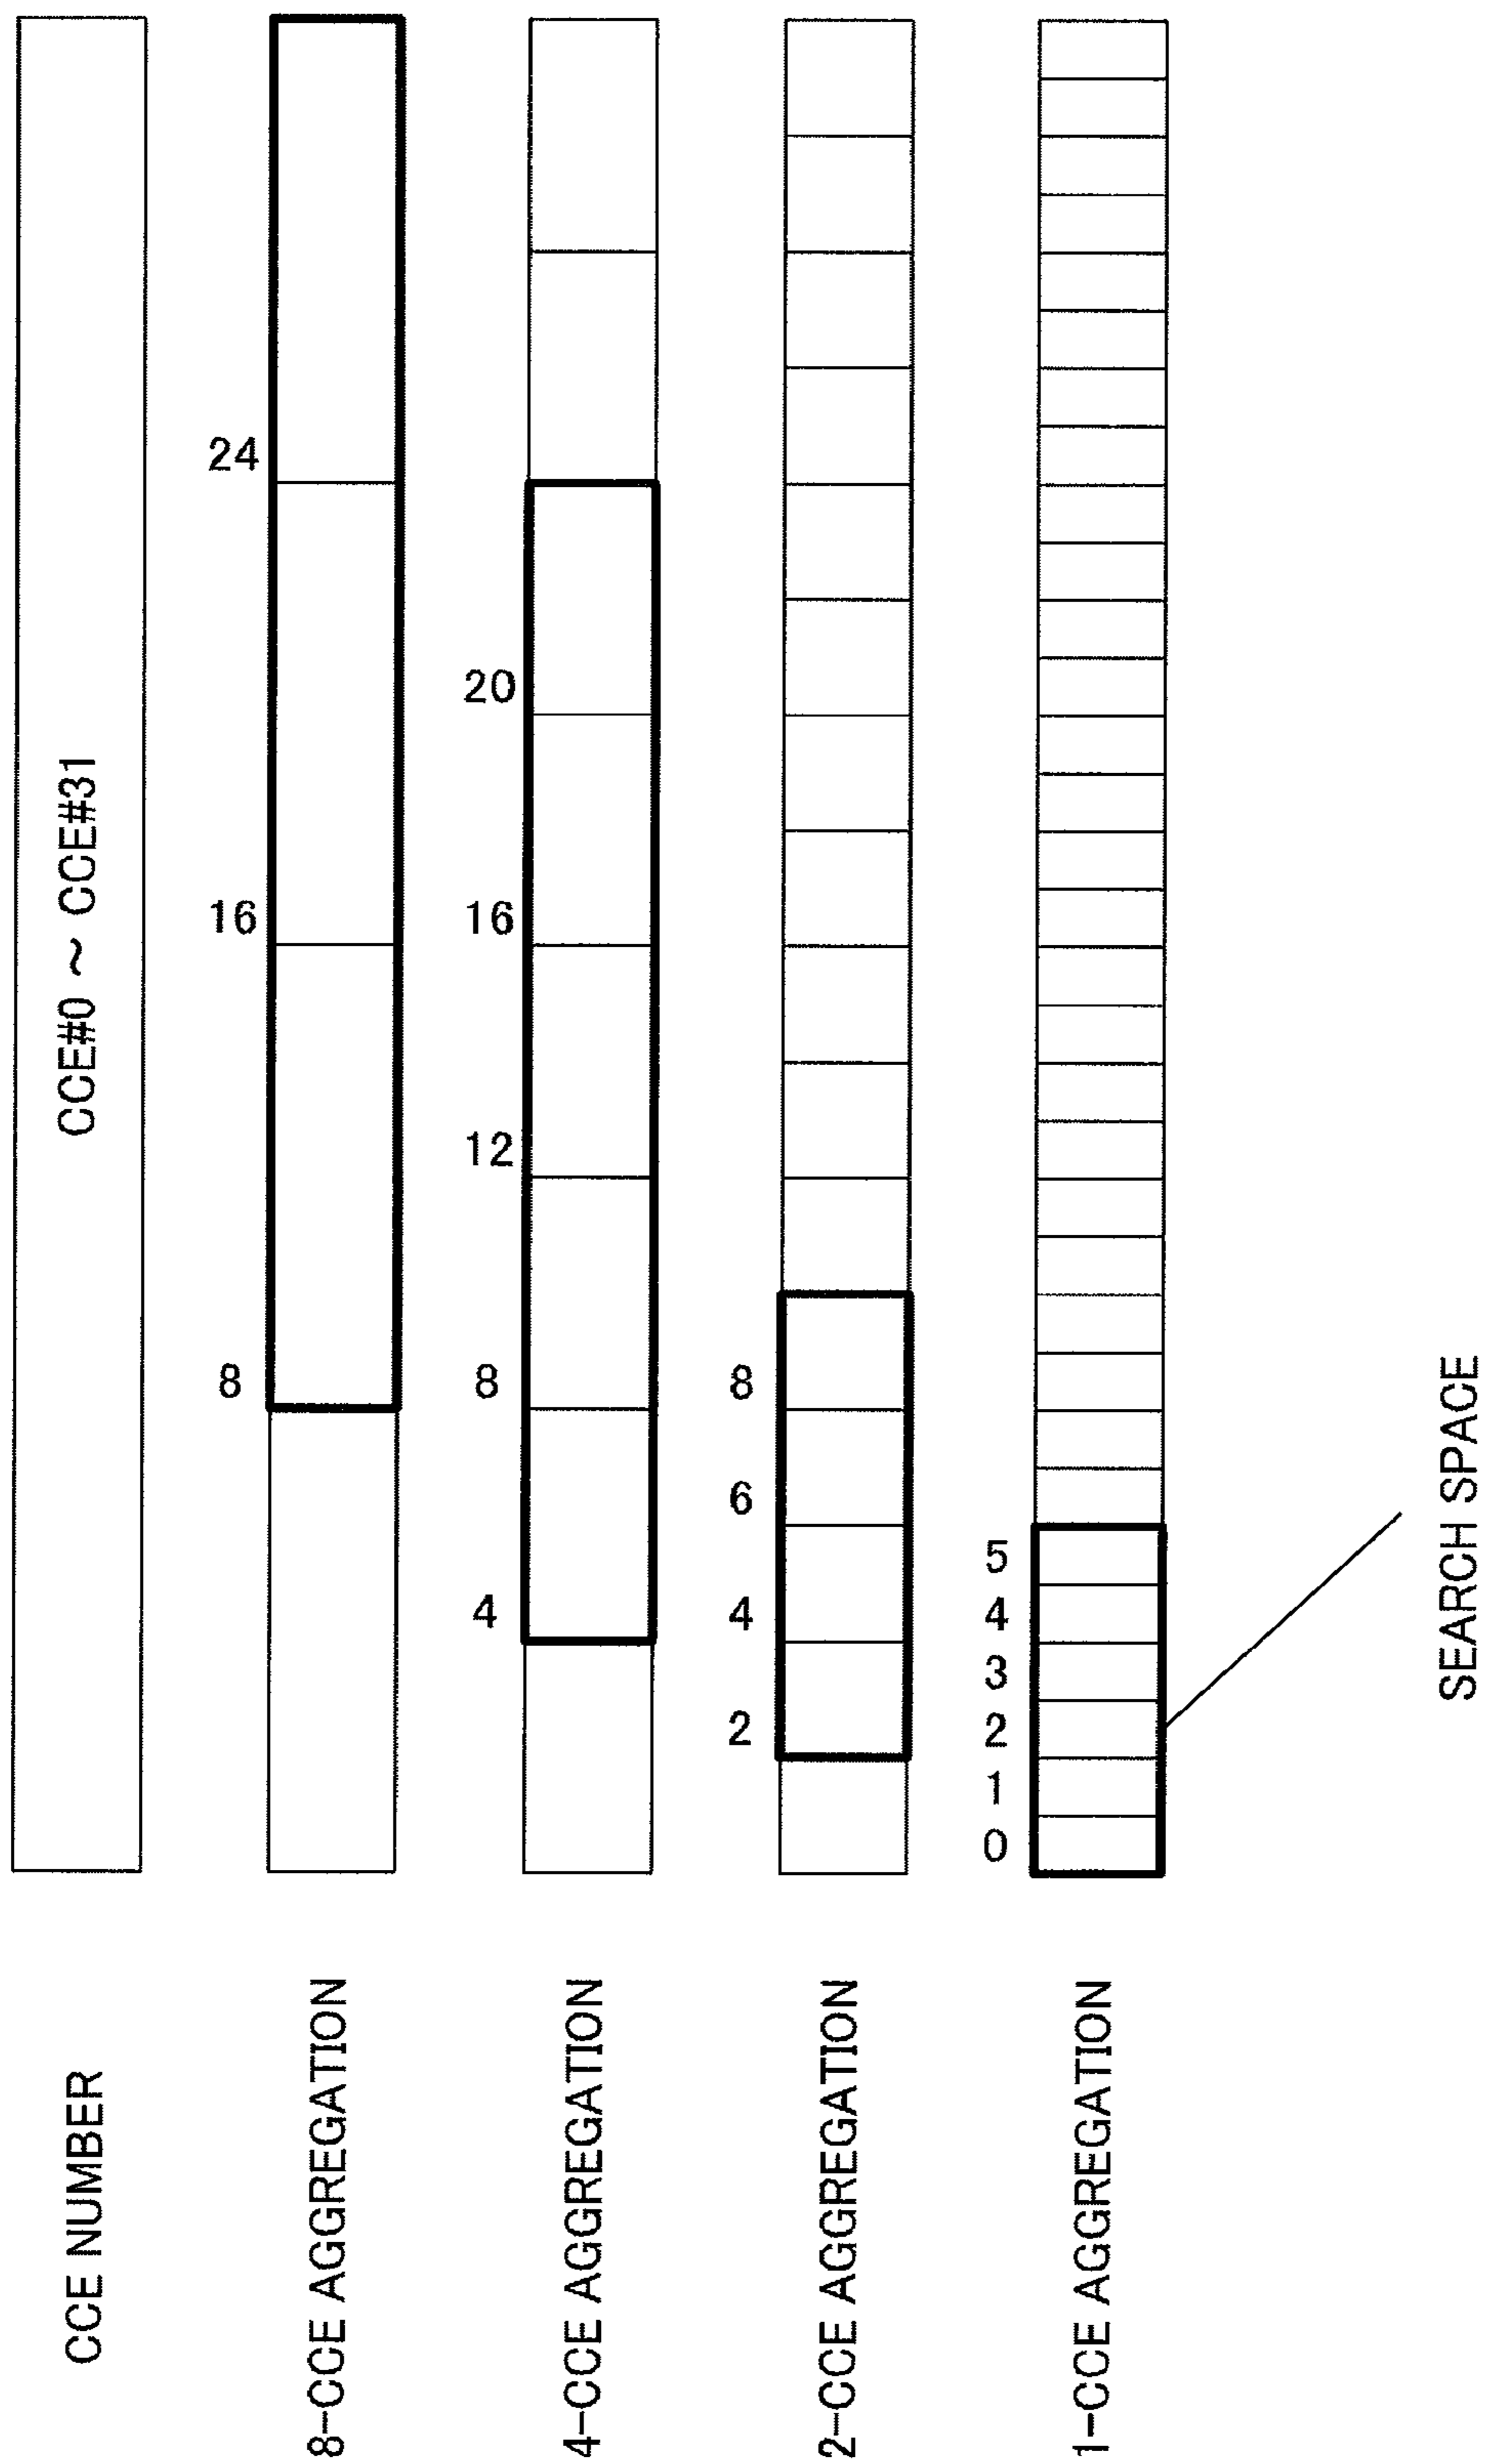 CCE NUMBER
CCE#0 ~ CCE#31
8-CCE AGGREGATION
8 16 24
4-CCE AGGREGATION
4 8 12 16 20
2-CCE AGGREGATION
2 4 6 8
1-CCE AGGREGATION
0 1 2 3 4 5
SEARCH SPACE